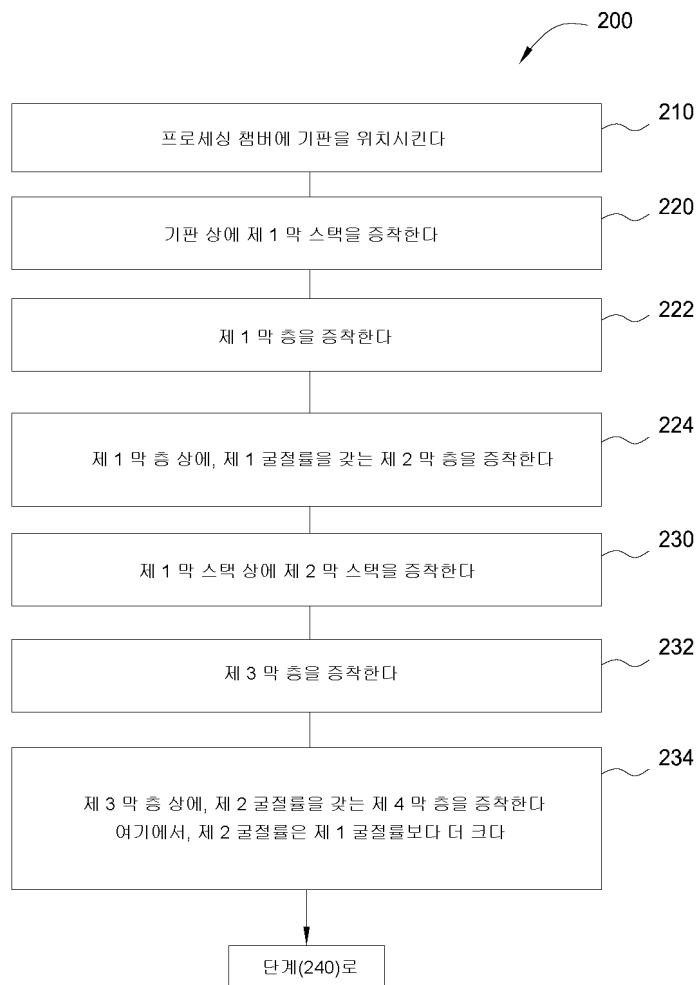 200
프로세싱 챔버에 기판을 위치시킨다
210
기판 상에 제 1 막 스택을 증착한다
220
제 1 막 층을 증착한다
222
제 1 막 층 상에, 제 1 굴절률을 갖는 제 2 막 층을 증착한다
224
제 1 막 스택 상에 제 2 막 스택을 증착한다
230
제 3 막 층을 증착한다
232
제 3 막 층 상에, 제 2 굴절률을 갖는 제 4 막 층을 증착한다
여기에서, 제 2 굴절률은 제 1 굴절률보다 더 크다
234
단계(240)로